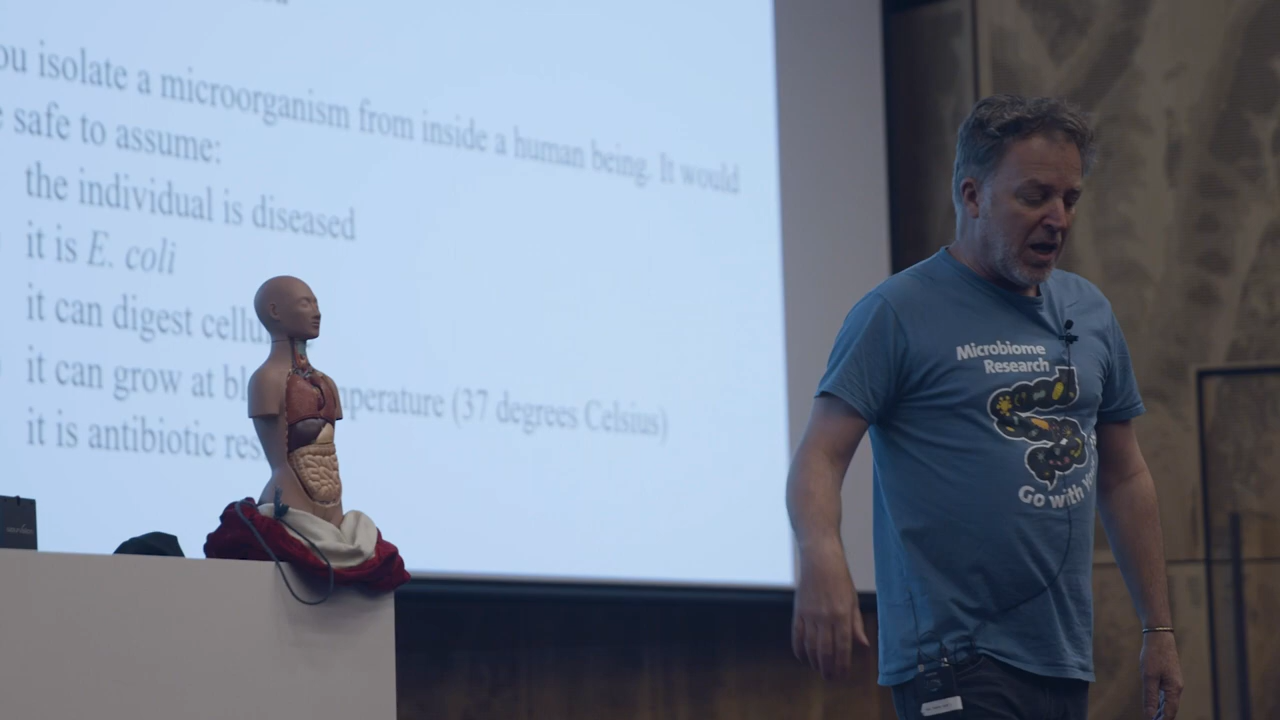 ou isolate a microorganism from inside a human being. It would
e safe to assume:
the individual is diseased
it is E. coli
it can digest cellu
it can grow at bl mperature (37 degrees Celsius)
it is antibiotic res
Microbiome
Research
Go with Yo